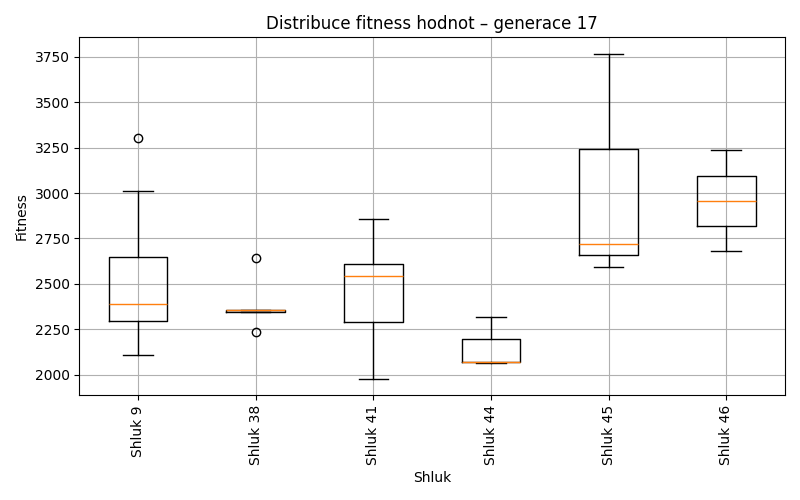 Distribuce fitness hodnot – generace 17
Fitness
3750
3500
3250
3000
2750
2500
2250
2000
Shluk 9
Shluk 38
Shluk 41
Shluk 44
Shluk 45
Shluk 46
Shluk